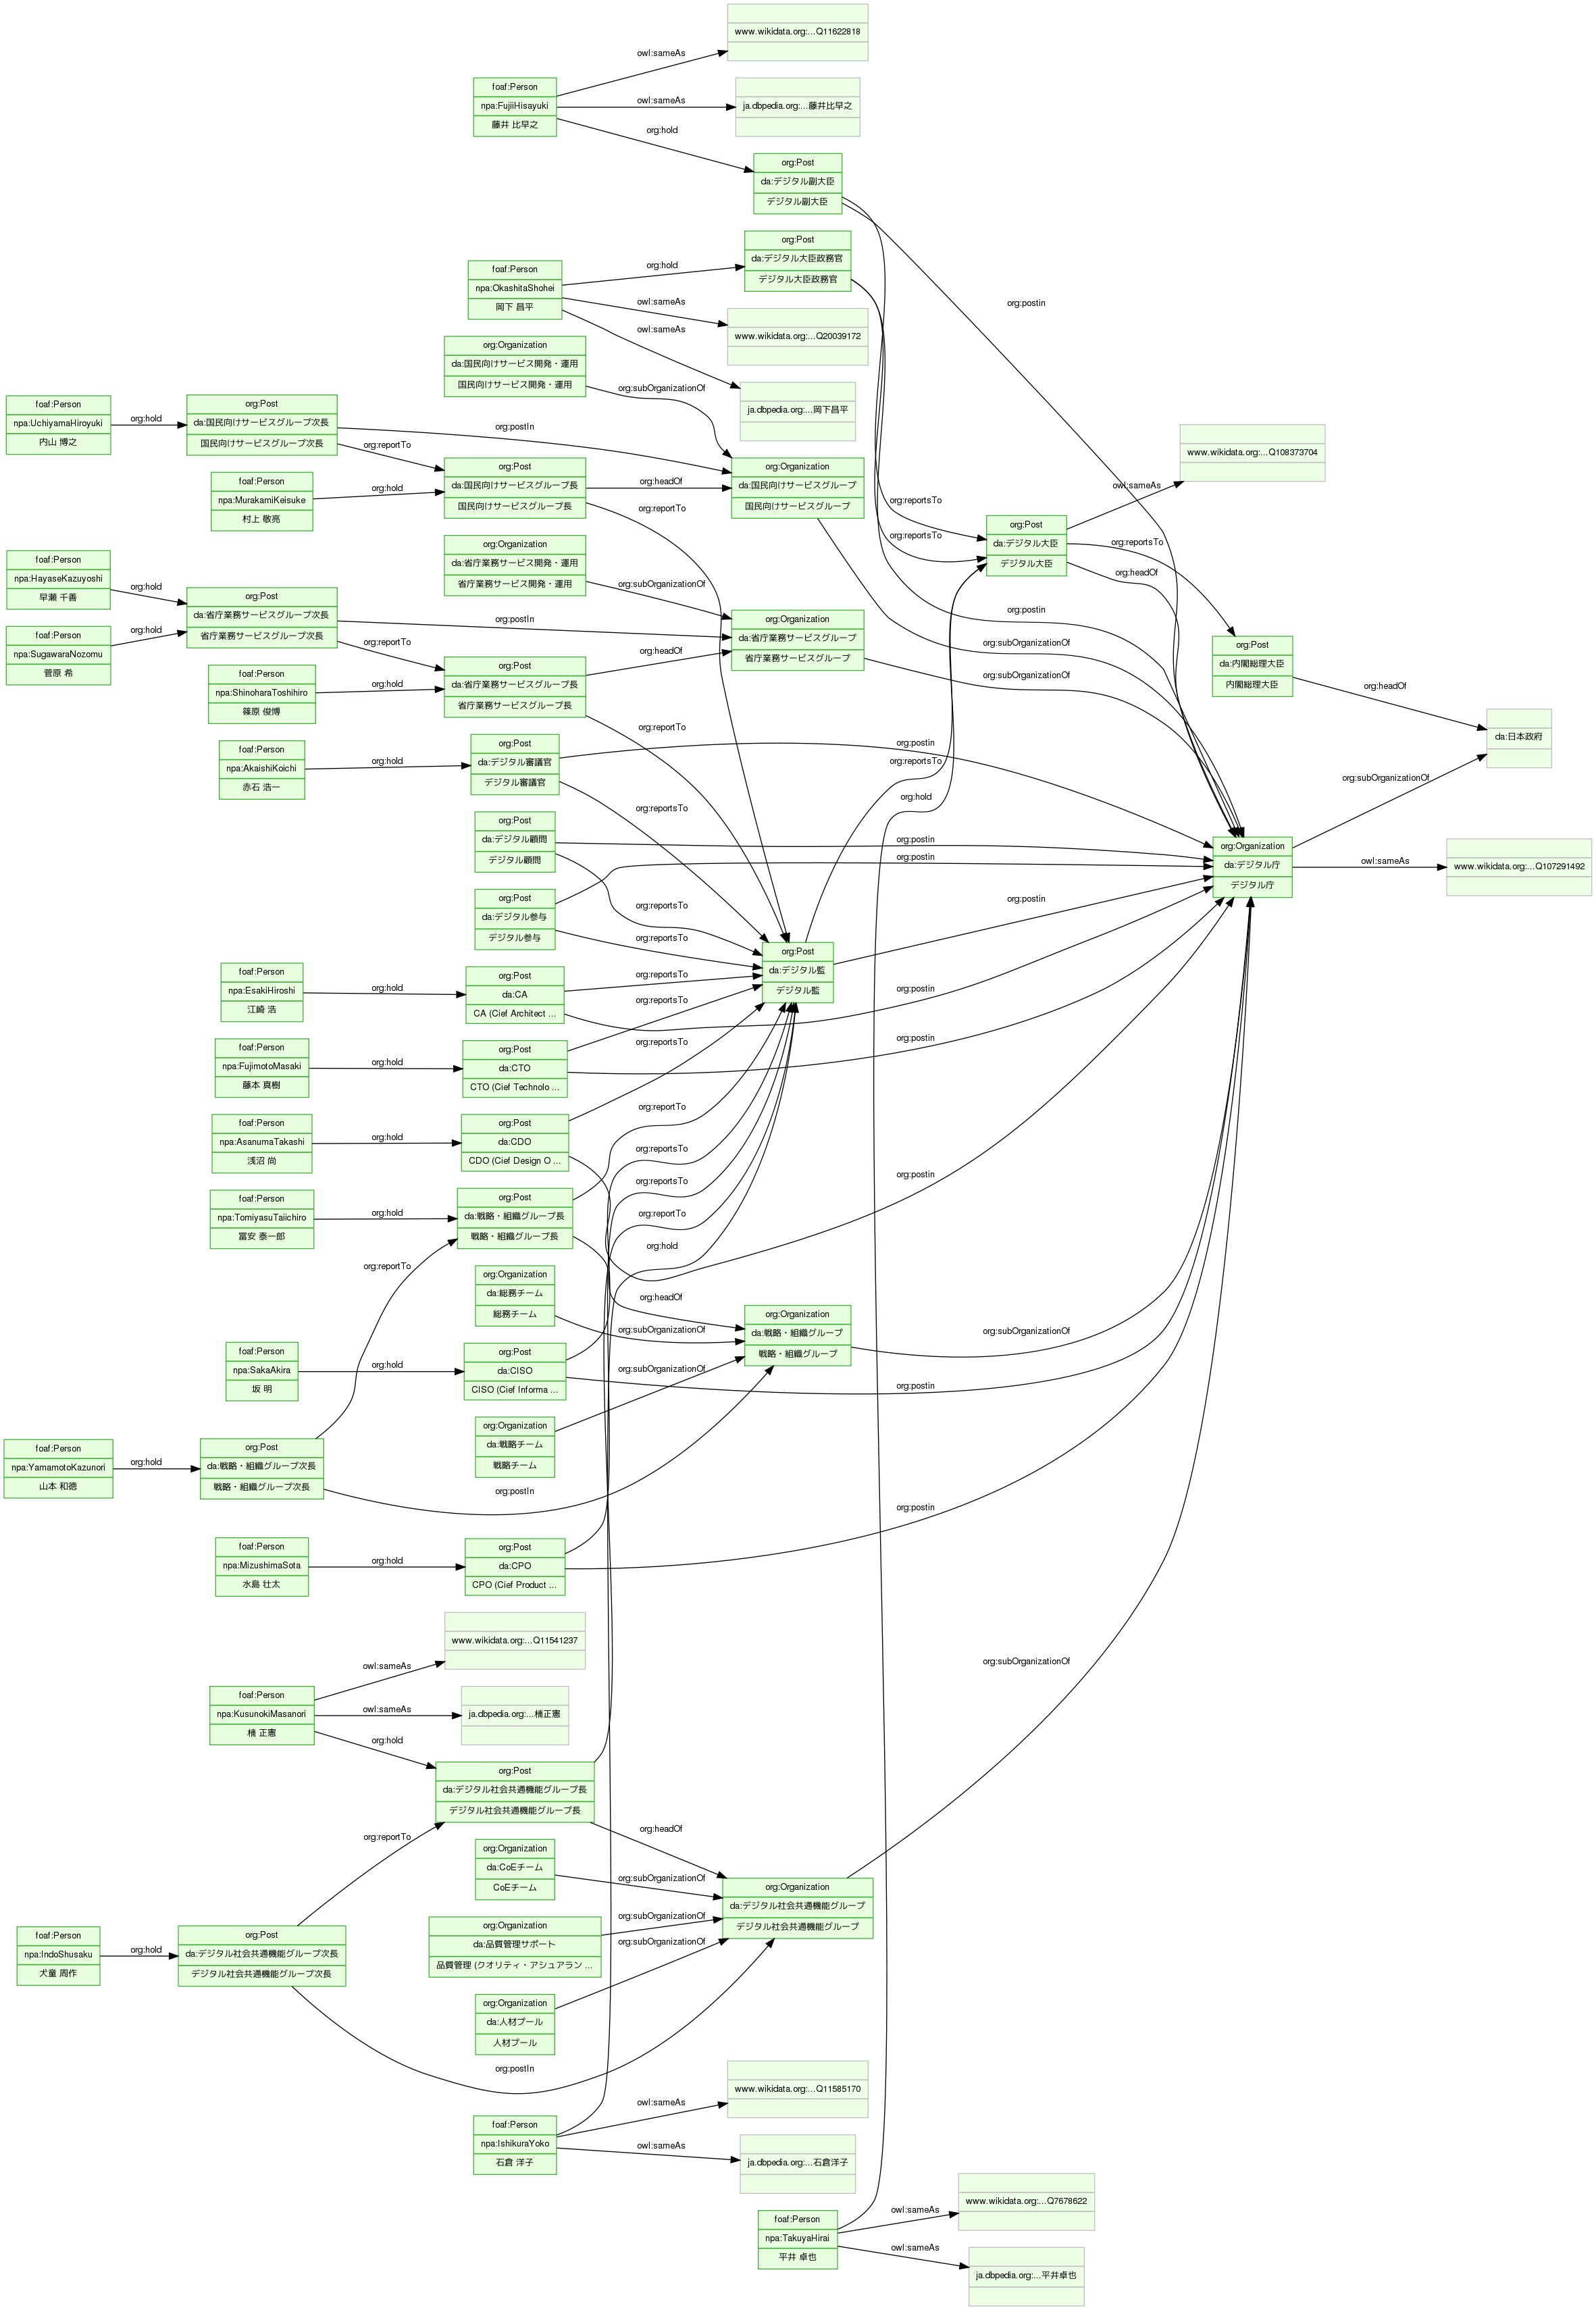 www.wikidata.org:...Q11622818
owl:sameAs
foaf:Person
npa:FujiiHisayuki
藤井 比早之
owl:sameAs
ja.dbpedia.org:...藤井比早之
org:hold
org:Post
da:デジタル副大臣
デジタル副大臣
org:Post
da:デジタル大臣政務官
デジタル大臣政務官
org:hold
foaf:Person
npa:OkashitaShohei
岡下 昌平
owl:sameAs
www.wikidata.org:...Q20039172
owl:sameAs
ja.dbpedia.org:...岡下昌平
org:postin
org:Organization
da:国民向けサービス開発・運用
国民向けサービス開発・運用
org:subOrganizationOf
foaf:Person
npa:UchiyamaHiroyuki
内山 博之
org:hold
org:Post
da:国民向けサービスグループ次長
国民向けサービスグループ次長
org:postIn
org:reportTo
foaf:Person
npa:MurakamiKeisuke
村上 敬亮
org:hold
org:Post
da:国民向けサービスグループ長
国民向けサービスグループ長
org:headOf
org:reportTo
org:Organization
da:国民向けサービスグループ
国民向けサービスグループ
www.wikidata.org:...Q108373704
owl:sameAs
org:reportsTo
org:reportsTo
org:Post
da:デジタル大臣
デジタル大臣
org:reportsTo
org:headOf
org:Organization
da:省庁業務サービス開発・運用
省庁業務サービス開発・運用
org:subOrganizationOf
foaf:Person
npa:HayaseKazuyoshi
早瀬 千善
org:hold
foaf:Person
npa:SugawaraNozomu
菅原 希
org:hold
org:Post
da:省庁業務サービスグループ次長
省庁業務サービスグループ次長
org:postIn
org:reportTo
foaf:Person
npa:ShinoharaToshihiro
篠原 俊博
org:hold
org:Post
da:省庁業務サービスグループ長
省庁業務サービスグループ長
org:headOf
org:reportTo
org:Organization
da:省庁業務サービスグループ
省庁業務サービスグループ
org:postin
org:subOrganizationOf
org:subOrganizationOf
org:Post
da:内閣総理大臣
内閣総理大臣
org:headOf
da:日本政府
org:subOrganizationOf
foaf:Person
npa:AkaishiKoichi
赤石 浩一
org:hold
org:Post
da:デジタル審議官
デジタル審議官
org:reportsTo
org:postin
org:reportsTo
org:hold
org:Post
da:デジタル顧問
デジタル顧問
org:postin
org:postin
org:reportsTo
org:Post
da:デジタル参与
デジタル参与
org:reportsTo
org:Organization
da:デジタル庁
デジタル庁
owl:sameAs
www.wikidata.org:...Q107291492
org:Post
da:デジタル監
デジタル監
org:postin
foaf:Person
npa:EsakiHiroshi
江崎 浩
org:hold
org:Post
da:CA
CA (Cief Architect ...
org:reportsTo
org:postin
foaf:Person
npa:FujimotoMasaki
藤本 真樹
org:hold
org:Post
da:CTO
CTO (Cief Technolo ...
org:reportsTo
org:postin
foaf:Person
npa:AsanumaTakashi
浅沼 尚
org:hold
org:Post
da:CDO
CDO (Cief Design O ...
org:reportsTo
org:reportTo
org:reportsTo
org:postin
foaf:Person
npa:TomiyasuTaiichiro
冨安 泰一郎
org:hold
org:Post
da:戦略・組織グループ長
戦略・組織グループ長
org:reportsTo
org:reportTo
org:hold
org:reportTo
org:headOf
org:Organization
da:総務チーム
総務チーム
org:subOrganizationOf
org:Organization
da:戦略・組織グループ
戦略・組織グループ
org:subOrganizationOf
foaf:Person
npa:SakaAkira
坂 明
org:hold
org:Post
da:CISO
CISO (Cief Informa ...
org:subOrganizationOf
org:postin
org:Organization
da:戦略チーム
戦略チーム
foaf:Person
npa:YamamotoKazunori
山本 和徳
org:hold
org:Post
da:戦略・組織グループ次長
戦略・組織グループ次長
org:postIn
org:postin
foaf:Person
npa:MizushimaSota
水島 壮太
org:hold
org:Post
da:CPO
CPO (Cief Product ...
www.wikidata.org:...Q11541237
owl:sameAs
foaf:Person
npa:KusunokiMasanori
楠 正憲
owl:sameAs
ja.dbpedia.org:...楠正憲
org:hold
org:subOrganizationOf
org:Post
da:デジタル社会共通機能グループ長
デジタル社会共通機能グループ長
org:reportTo
org:headOf
org:Organization
da:CoEチーム
CoEチーム
org:subOrganizationOf
org:Organization
da:デジタル社会共通機能グループ
デジタル社会共通機能グループ
org:Organization
da:品質管理サポート
品質管理 (クオリティ・アシュアラン ...
org:subOrganizationOf
org:subOrganizationOf
foaf:Person
npa:IndoShusaku
犬童 周作
org:hold
org:Post
da:デジタル社会共通機能グループ次長
デジタル社会共通機能グループ次長
org:Organization
da:人材プール
人材プール
org:postIn
www.wikidata.org:...Q11585170
owl:sameAs
foaf:Person
npa:IshikuraYoko
石倉 洋子
owl:sameAs
ja.dbpedia.org:...石倉洋子
www.wikidata.org:...Q7678622
owl:sameAs
foaf:Person
npa:TakuyaHirai
平井 卓也
owl:sameAs
ja.dbpedia.org:...平井卓也